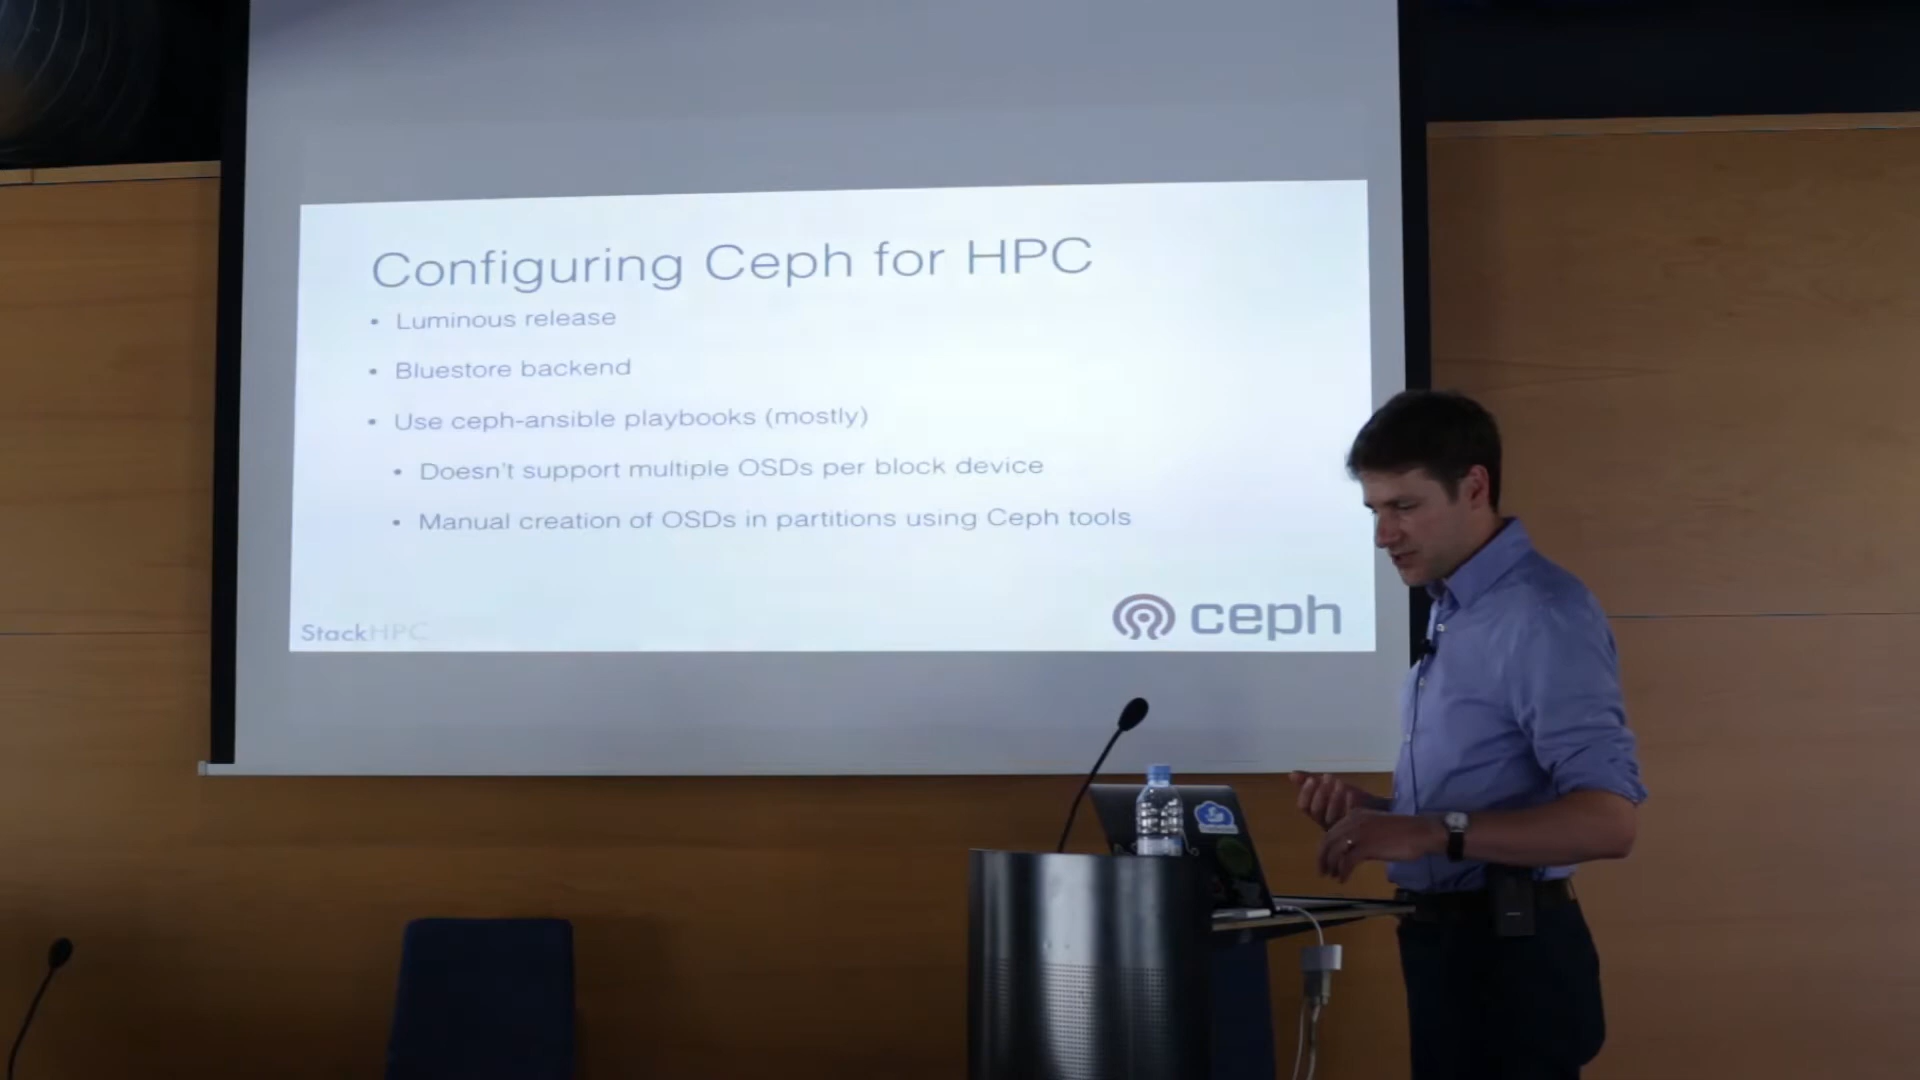 Configuring Ceph for HPC
• Luminous release
• Bluestore backend
• Use ceph-ansible playbooks (mostly)
• Doesn't support multiple OSDs per block device
• Manual creation of OSDs in partitions using Ceph tools
StackHPC
ceph